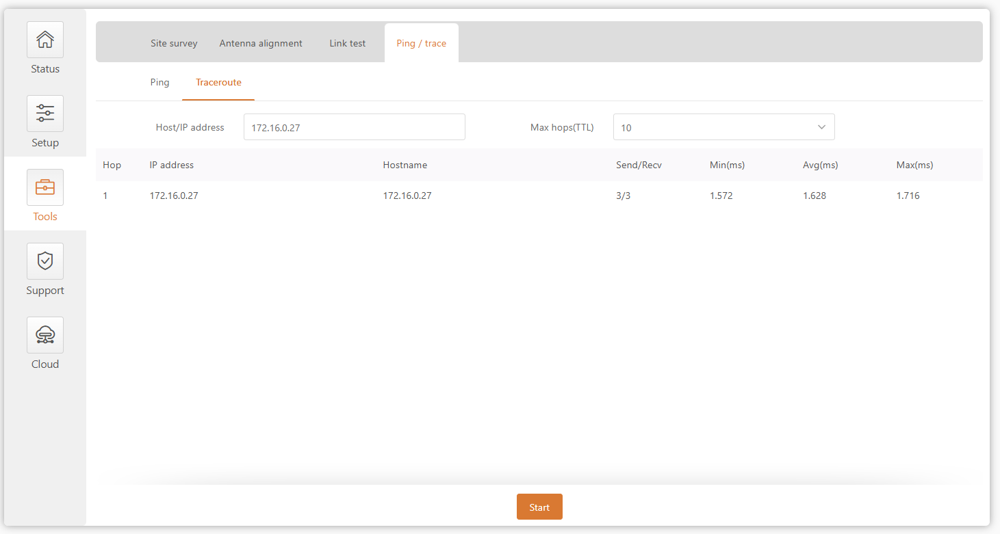 Status
Setup
Tools
Support
Cloud
Site survey Antenna alignment Link test Ping / trace
Ping Traceroute
Host/IP address 172.16.0.27 Max hops(TTL) 10
Hop IP address Hostname Send/Recv Min(ms) Avg(ms) Max(ms)
1 172.16.0.27 172.16.0.27 3/3 1.572 1.628 1.716
Start